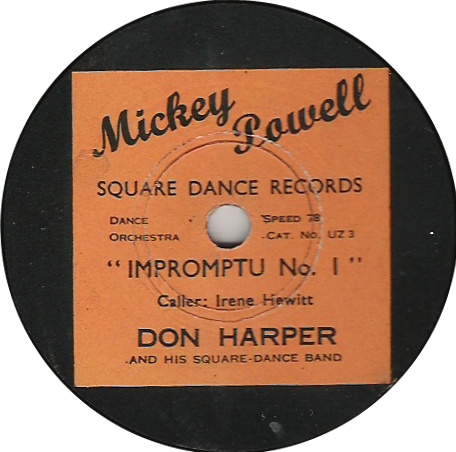 Mickey Powell
SQUARE DANCE RECORDS
DANCE SPEED 78
ORCHESTRA CAT. NO. UZ 3
"IMPROMPTU No. 1"
Caller: Irene Hewitt
DON HARPER
AND HIS SQUARE-DANCE BAND